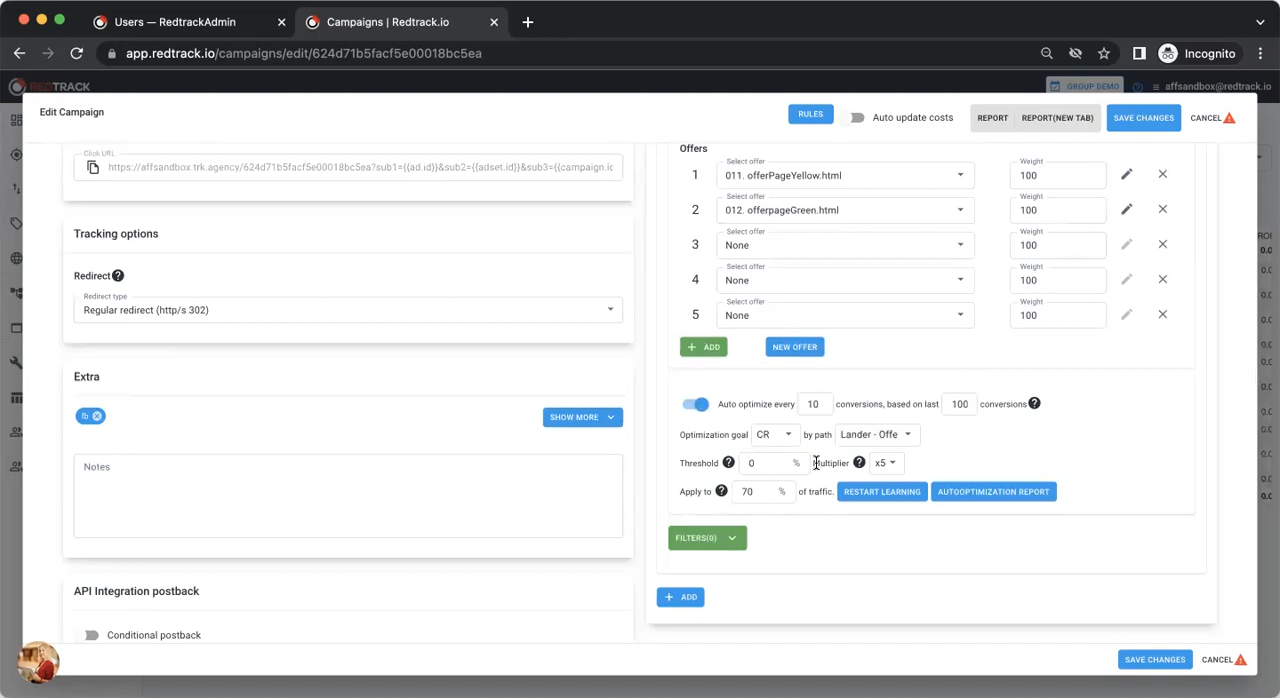 Users — RedtrackAdmin
Campaigns | Redtrack.io
app.redtrack.io/campaigns/edit/624d71b5facf5e00018bc5ea
Incognito
REDTRACK
GROUP DEMO
affsandbox@redtrack.io
Edit Campaign
RULES
Auto update costs
REPORT
REPORT(NEW TAB)
SAVE CHANGES
CANCEL
Click URL
https://affsandbox.trk.agency/624d71b5facf5e00018bc5ea?sub1={{ad.id}}&sub2={{adset.id}}&sub3={{campaign.ic
Tracking options
Redirect
Redirect type
Regular redirect (http/s 302)
Extra
fb
SHOW MORE
Notes
API Integration postback
Conditional postback
Offers
1
Select offer
011. offerPageYellow.html
Weight
100
2
Select offer
012. offerpageGreen.html
Weight
100
3
Select offer
None
Weight
100
4
Select offer
None
Weight
100
5
Select offer
None
Weight
100
+ ADD
NEW OFFER
Auto optimize every 10 conversions, based on last 100 conversions
Optimization goal CR by path Lander - Offe
Threshold 0 % Multiplier x5
Apply to 70 % of traffic. RESTART LEARNING AUTOOPTIMIZATION REPORT
FILTERS(0)
+ ADD
SAVE CHANGES
CANCEL